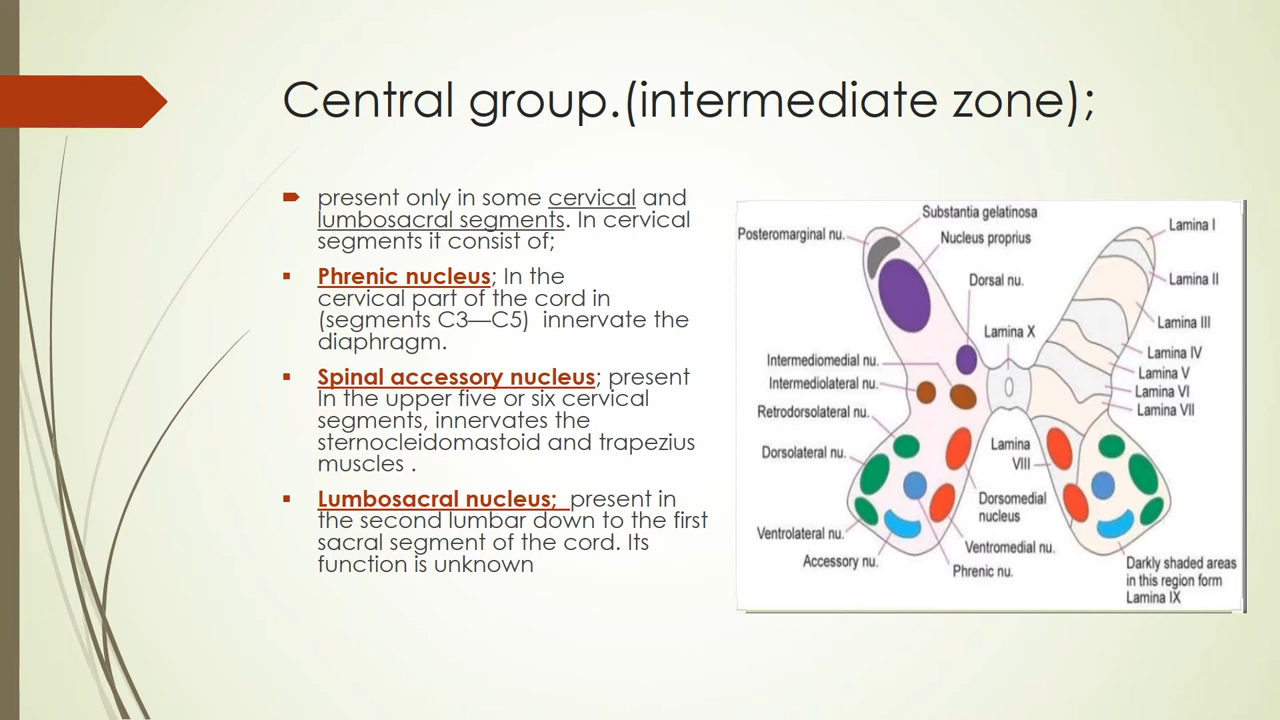 Central group.(intermediate zone);
present only in some cervical and
lumbosacral segments. In cervical
segments it consist of;
Phrenic nucleus; In the
cervical part of the cord in
(segments C3—C5) innervate the
diaphragm.
Spinal accessory nucleus; present
In the upper five or six cervical
segments, innervates the
sternocleidomastoid and trapezius
muscles .
Lumbosacral nucleus; present in
the second lumbar down to the first
sacral segment of the cord. Its
function is unknown
Substantia gelatinosa
Posteromarginal nu.
Nucleus proprius
Dorsal nu.
Lamina X
Intermediomedial nu.
Intermediolateral nu.
Retrodorsolateral nu.
Dorsolateral nu.
Ventrolateral nu.
Accessory nu.
Phrenic nu.
Ventromedial nu.
Dorsomedial
nucleus
Lamina
VIII
Lamina I
Lamina II
Lamina III
Lamina IV
Lamina V
Lamina VI
Lamina VII
Darkly shaded areas
in this region form
Lamina IX